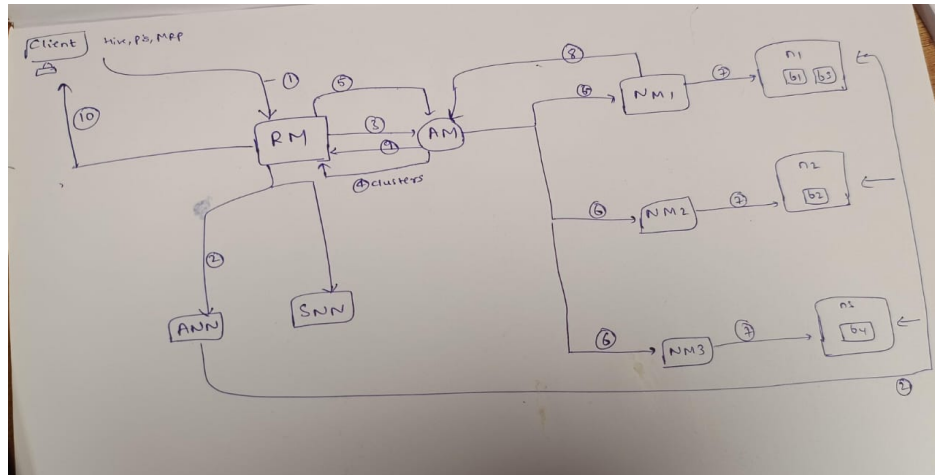 Client
Hive, Pig, MRP
①
⑤
⑧
⑦
n1
b1 b3
NM1
⑥
⑩
RM
③
AM
⑨
④ clusters
n2
b2
⑥
NM2
⑦
②
SNN
ANN
n3
b4
⑥
NM3
⑦
②